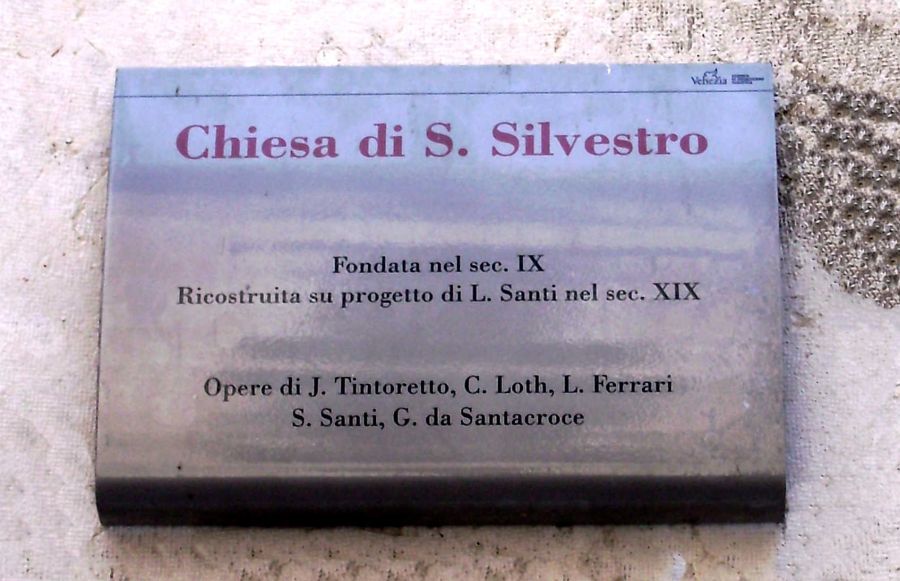 Venezia
Chiesa di S. Silvestro
Fondata nel sec. IX
Ricostruita su progetto di L. Santi nel sec. XIX
Opere di J. Tintoretto, C. Loth, L. Ferrari
S. Santi, G. da Santacroce